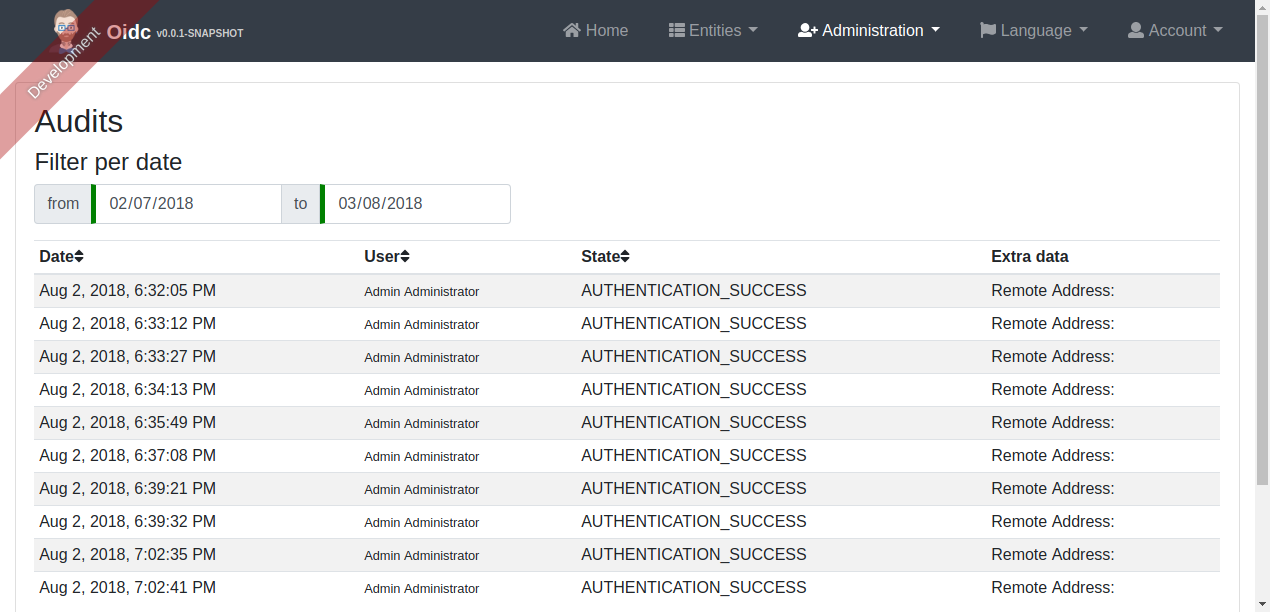 Development
Oidc v0.0.1-SNAPSHOT Home Entities Administration Language Account
Audits
Filter per date
from 02/07/2018 to 03/08/2018
Date User State Extra data
Aug 2, 2018, 6:32:05 PM Admin Administrator AUTHENTICATION_SUCCESS Remote Address:
Aug 2, 2018, 6:33:12 PM Admin Administrator AUTHENTICATION_SUCCESS Remote Address:
Aug 2, 2018, 6:33:27 PM Admin Administrator AUTHENTICATION_SUCCESS Remote Address:
Aug 2, 2018, 6:34:13 PM Admin Administrator AUTHENTICATION_SUCCESS Remote Address:
Aug 2, 2018, 6:35:49 PM Admin Administrator AUTHENTICATION_SUCCESS Remote Address:
Aug 2, 2018, 6:37:08 PM Admin Administrator AUTHENTICATION_SUCCESS Remote Address:
Aug 2, 2018, 6:39:21 PM Admin Administrator AUTHENTICATION_SUCCESS Remote Address:
Aug 2, 2018, 6:39:32 PM Admin Administrator AUTHENTICATION_SUCCESS Remote Address:
Aug 2, 2018, 7:02:35 PM Admin Administrator AUTHENTICATION_SUCCESS Remote Address:
Aug 2, 2018, 7:02:41 PM Admin Administrator AUTHENTICATION_SUCCESS Remote Address: